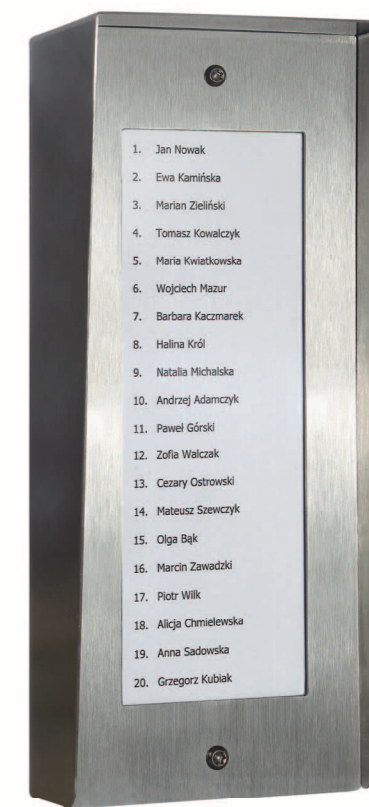 1. Jan Nowak
2. Ewa Kamińska
3. Marian Zieliński
4. Tomasz Kowalczyk
5. Maria Kwiatkowska
6. Wojciech Mazur
7. Barbara Kaczmarek
8. Halina Król
9. Natalia Michalska
10. Andrzej Adamczyk
11. Paweł Górski
12. Zofia Walczak
13. Cezary Ostrowski
14. Mateusz Szewczyk
15. Olga Bąk
16. Marcin Zawadzki
17. Piotr Wilk
18. Alicja Chmielewska
19. Anna Sadowska
20. Grzegorz Kubiak